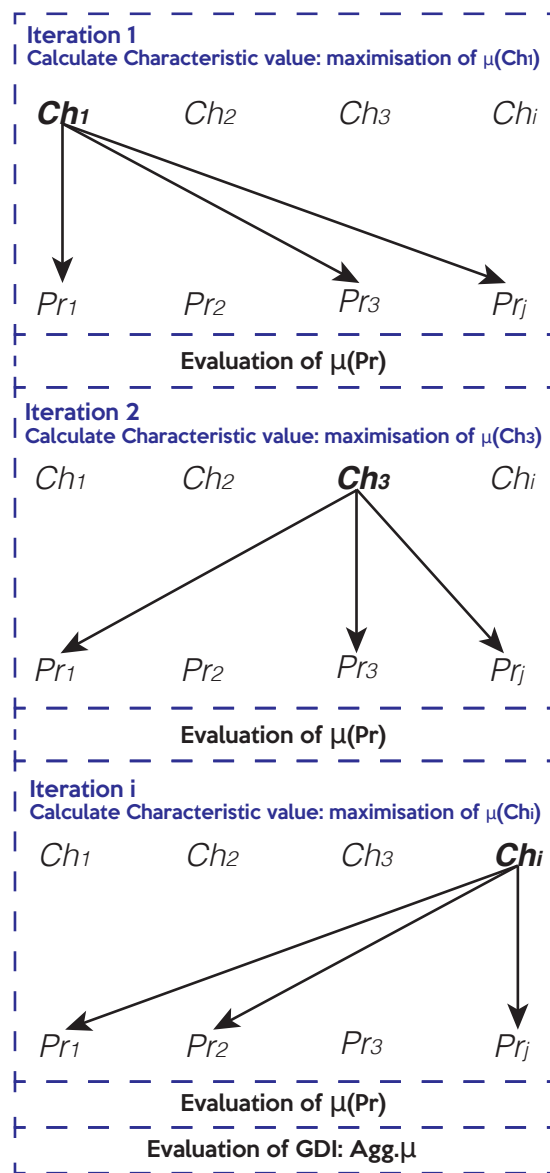 Iteration 1
Calculate Characteristic value: maximisation of μ(Ch1)
Ch1 Ch2 Ch3 Chi
Pr1 Pr2 Pr3 Prj
Evaluation of μ(Pr)
Iteration 2
Calculate Characteristic value: maximisation of μ(Ch3)
Ch1 Ch2 Ch3 Chi
Pr1 Pr2 Pr3 Prj
Evaluation of μ(Pr)
Iteration i
Calculate Characteristic value: maximisation of μ(Chi)
Ch1 Ch2 Ch3 Chi
Pr1 Pr2 Pr3 Prj
Evaluation of μ(Pr)
Evaluation of GDI: Agg.μ